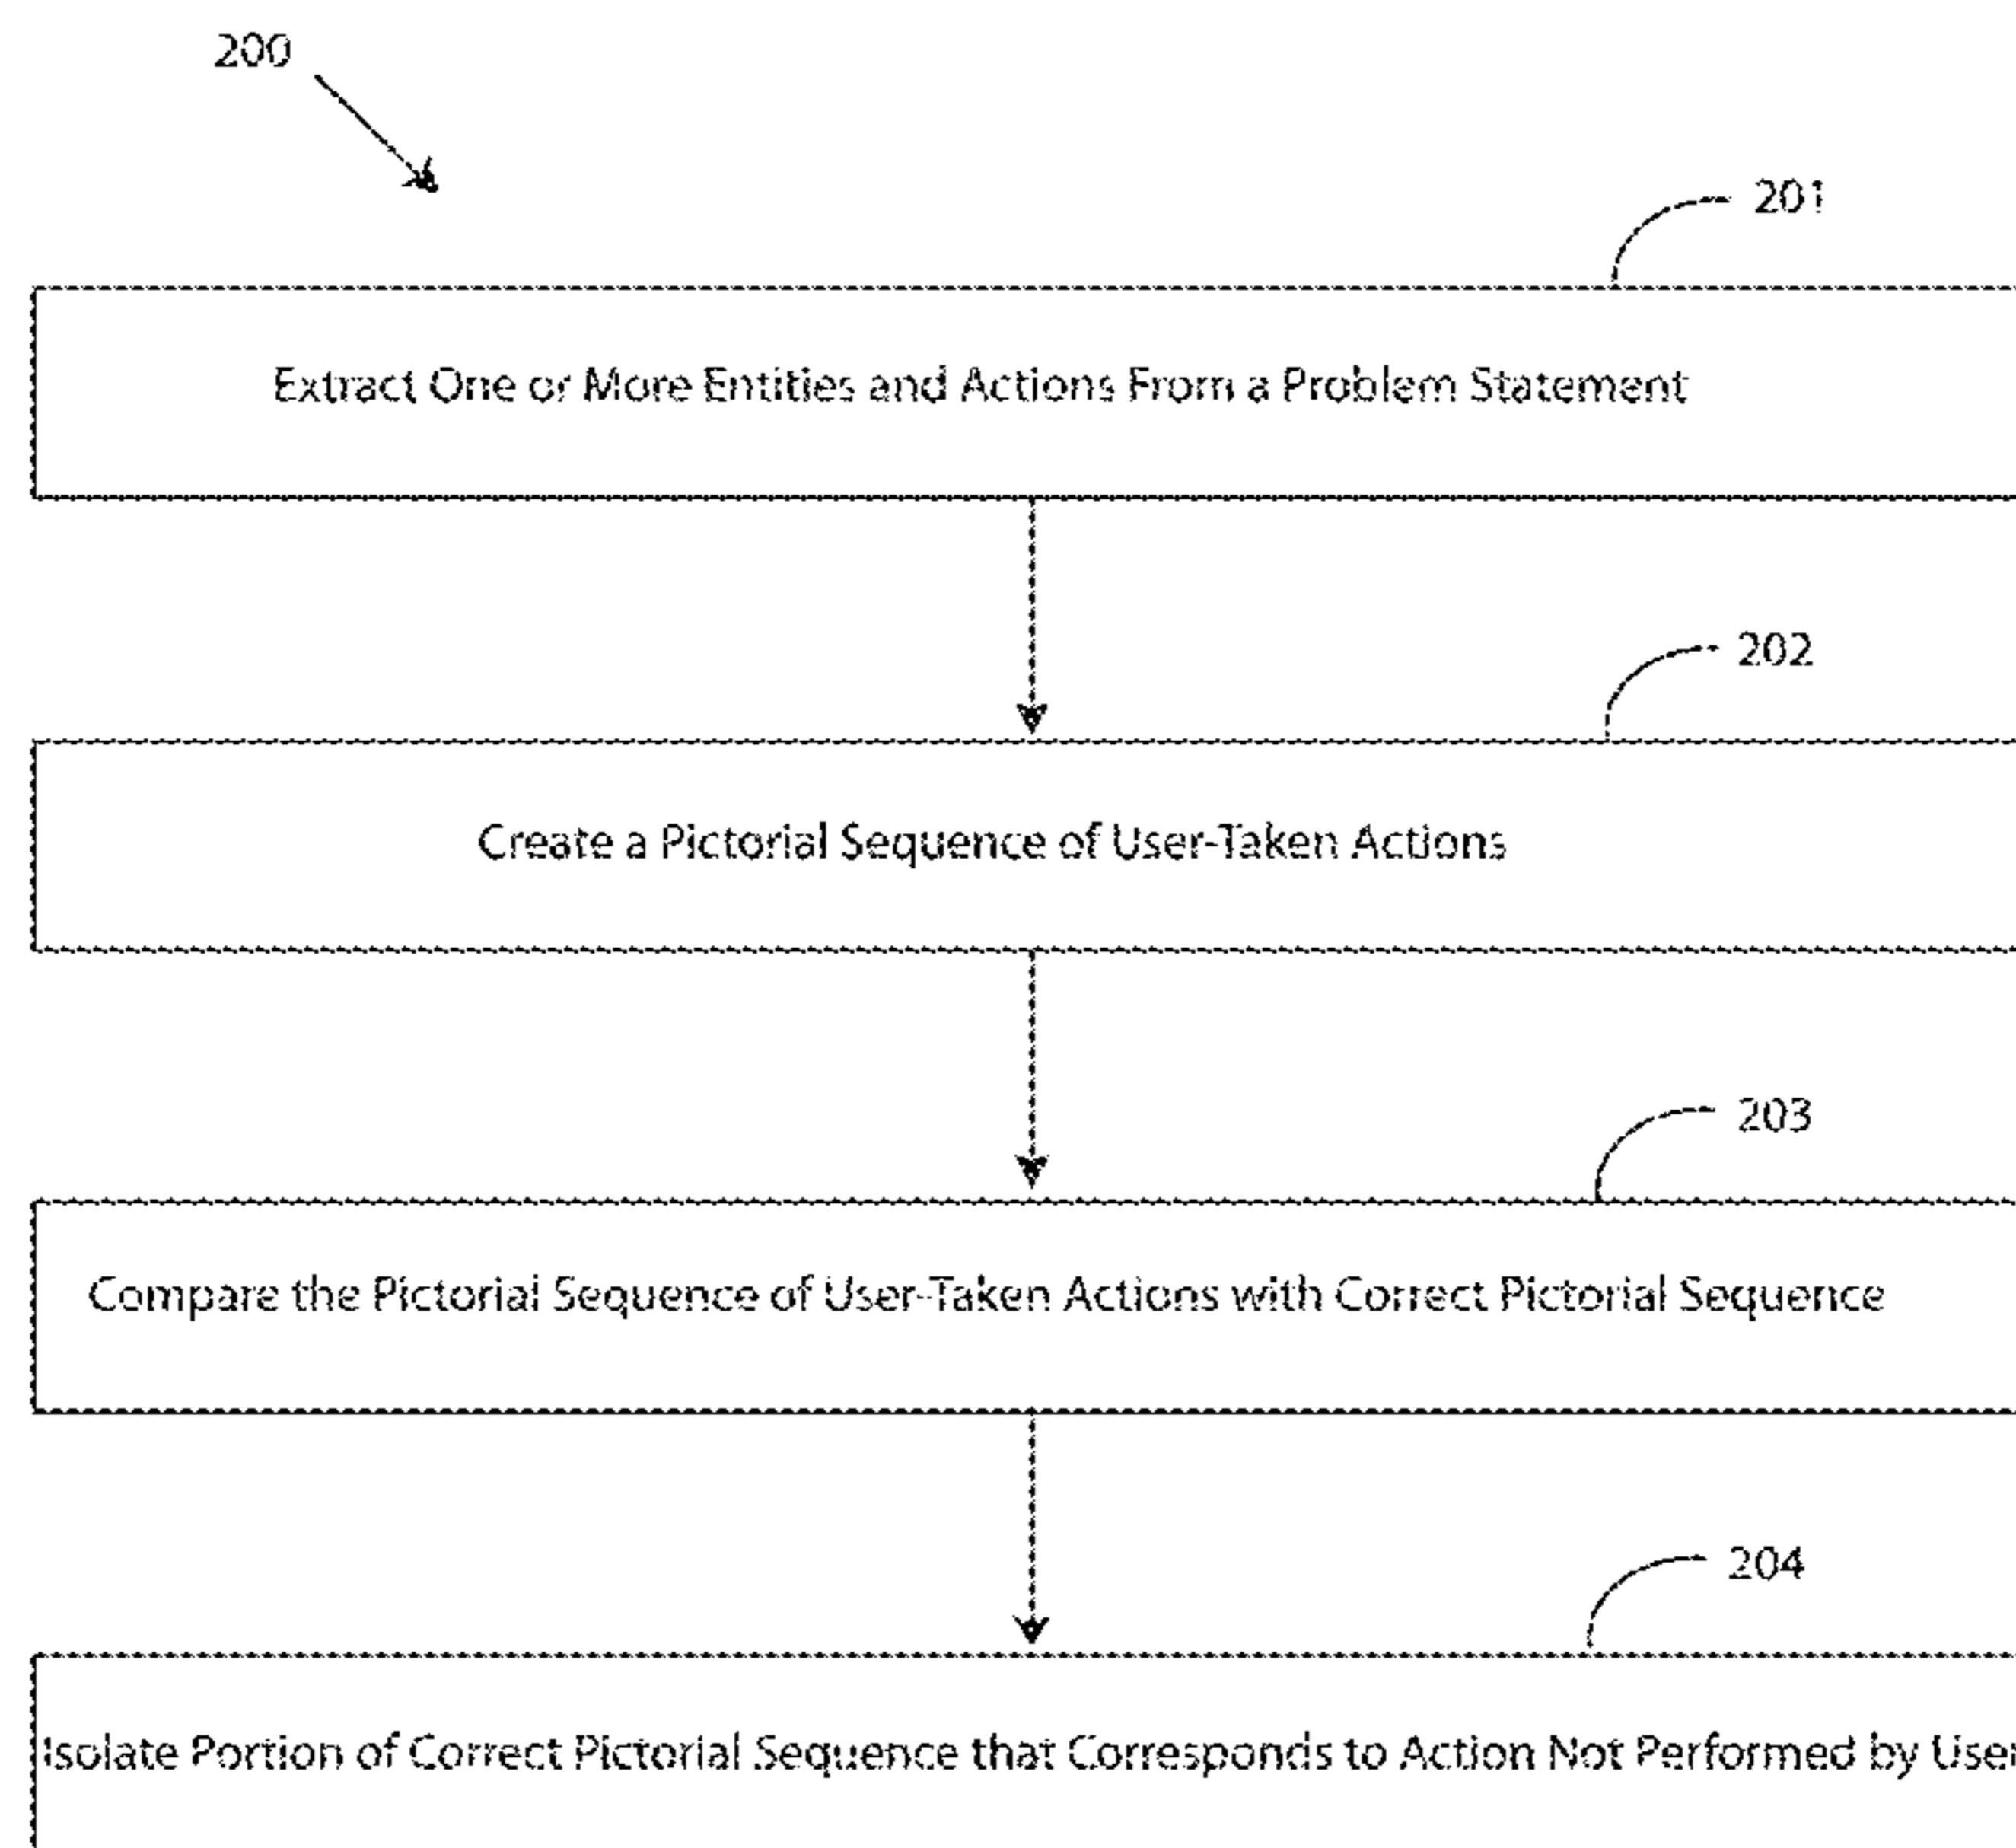 200
201
Extract One or More Entities and Actions From a Problem Statement
202
Create a Pictorial Sequence of User-Taken Actions
203
Compare the Pictorial Sequence of User-Taken Actions with Correct Pictorial Sequence
204
Isolate Portion of Correct Pictorial Sequence that Corresponds to Action Not Performed by User